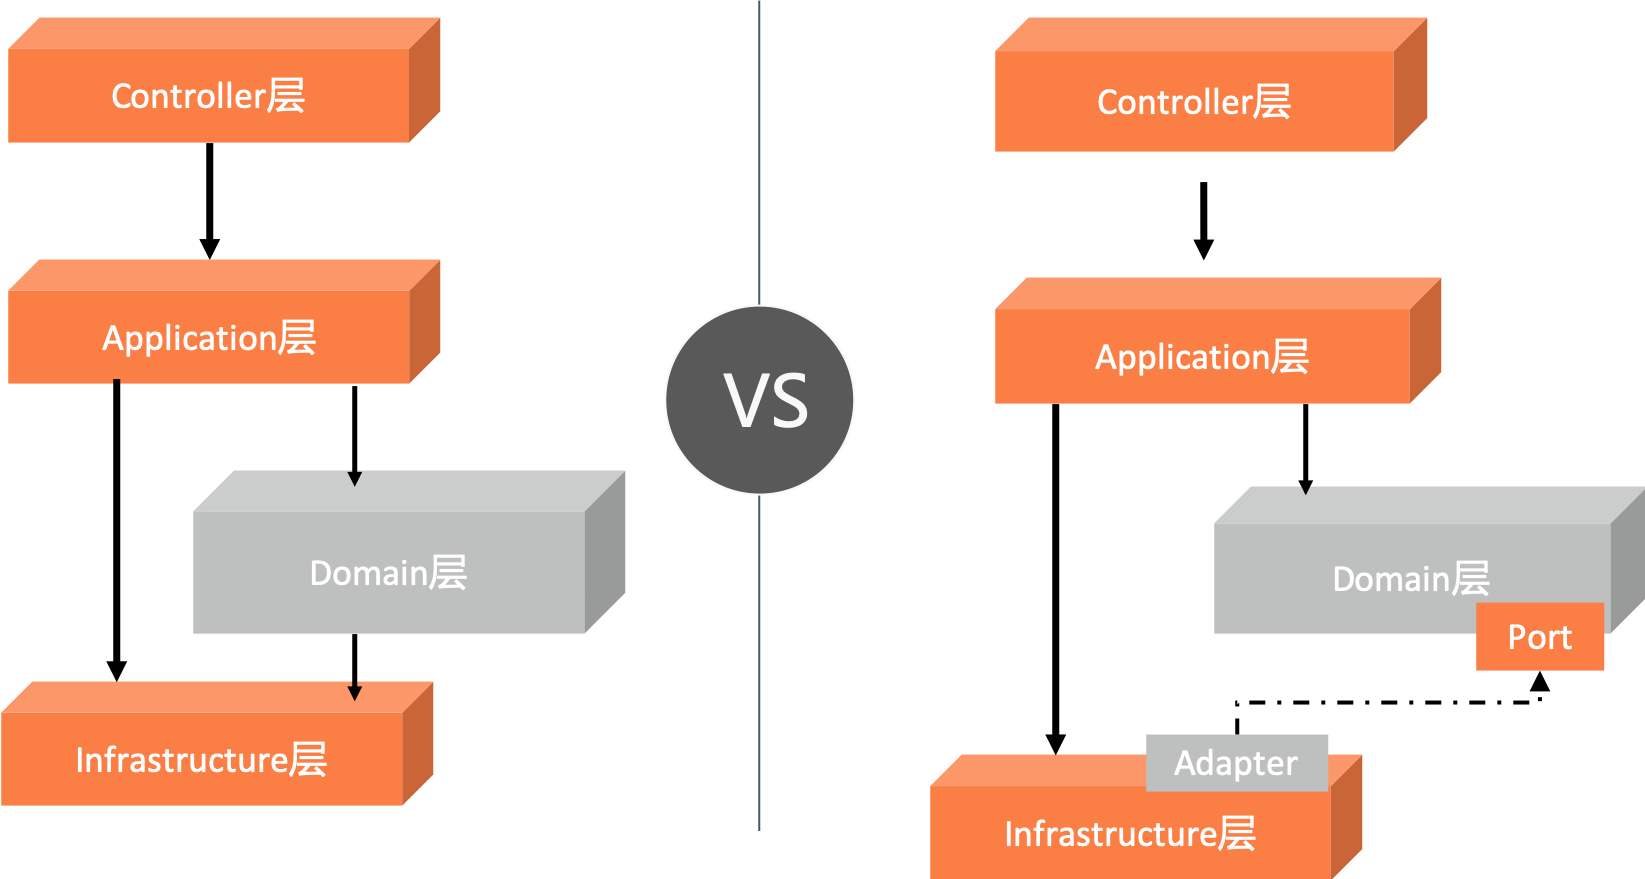 Controller层
Application层
Domain层
Infrastructure层
VS
Controller层
Application层
Domain层
Port
Adapter
Infrastructure层